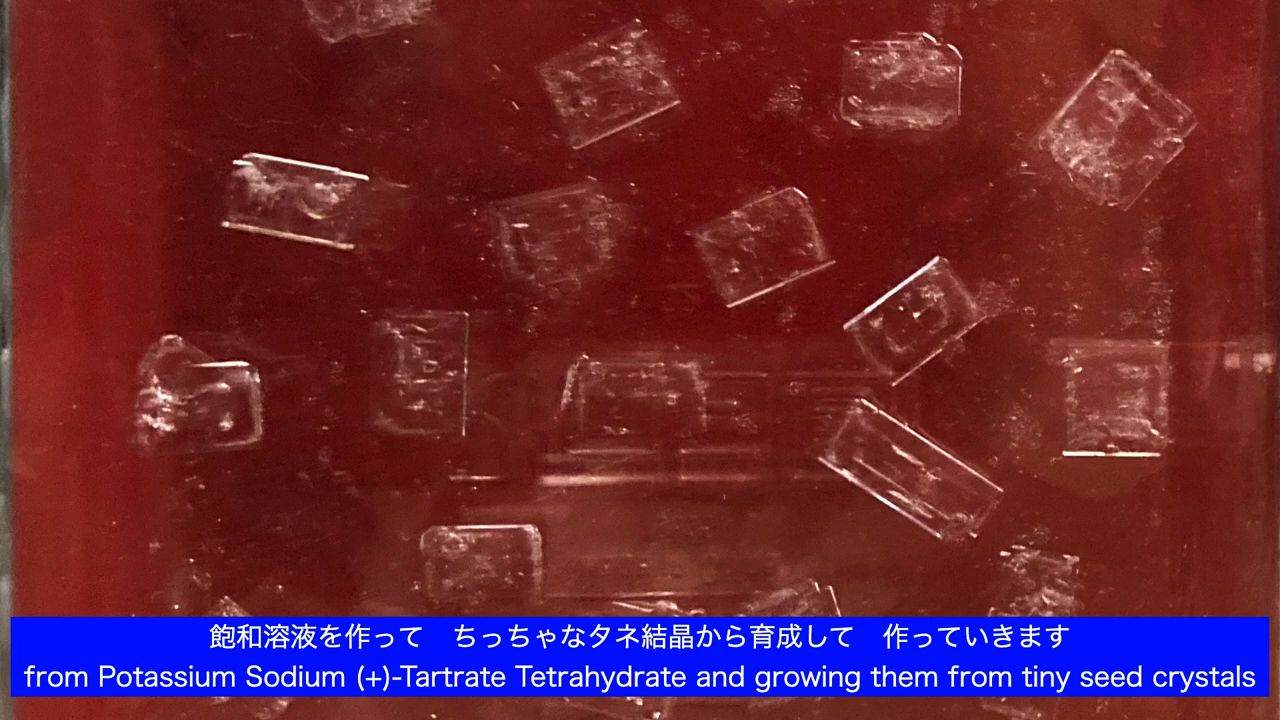 飽和溶液を作って　ちっちゃなタネ結晶から育成して　作っていきます
from Potassium Sodium (+)-Tartrate Tetrahydrate and growing them from tiny seed crystals